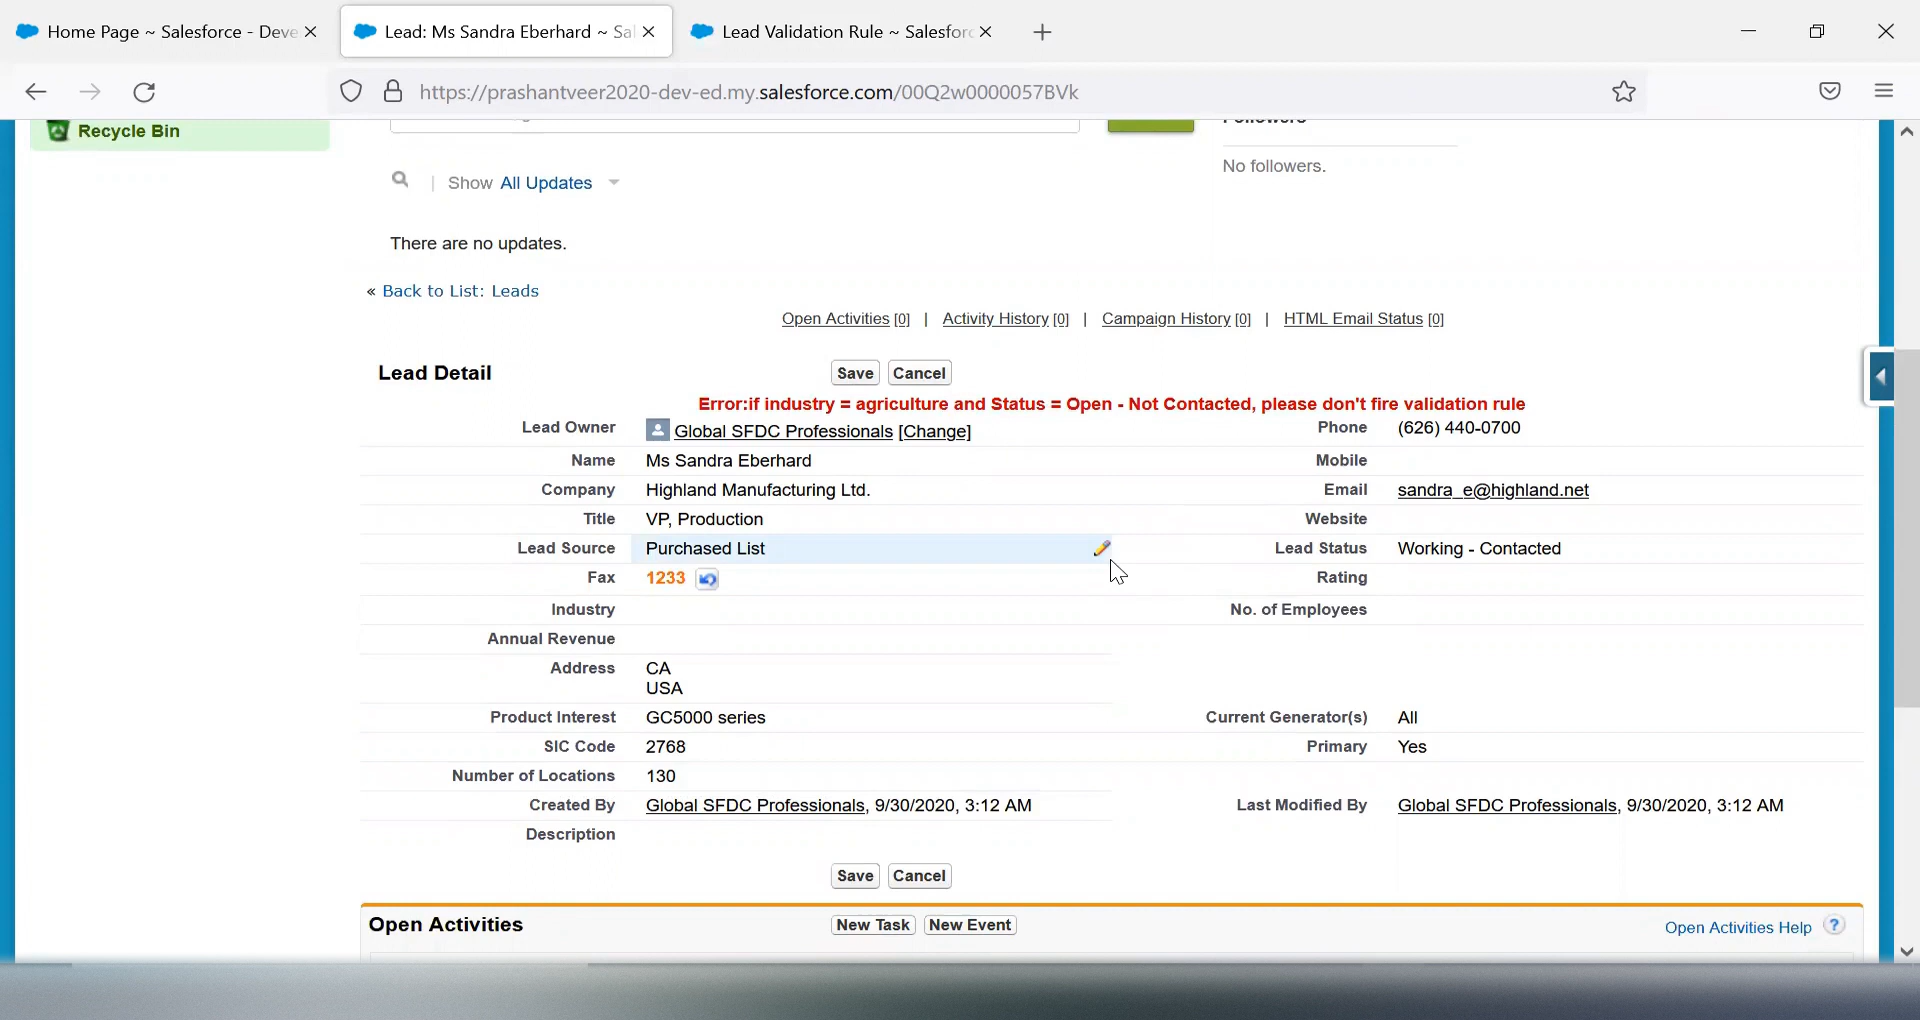 Home Page ~ Salesforce - Deve
Lead: Ms Sandra Eberhard ~ Sa
Lead Validation Rule ~ Salesforc
https://prashantveer2020-dev-ed.my.salesforce.com/00Q2w0000057BVk
Recycle Bin
Followers
No followers.
Show All Updates
There are no updates.
« Back to List: Leads
Open Activities [0] | Activity History [0] | Campaign History [0] | HTML Email Status [0]
Lead Detail
Save Cancel
Error:if industry = agriculture and Status = Open - Not Contacted, please don't fire validation rule
Lead Owner Global SFDC Professionals [Change] Phone (626) 440-0700
Name Ms Sandra Eberhard Mobile
Company Highland Manufacturing Ltd. Email sandra_e@highland.net
Title VP, Production Website
Lead Source Purchased List Lead Status Working - Contacted
Fax 1233 Rating
Industry No. of Employees
Annual Revenue
Address CA
USA
Product Interest GC5000 series Current Generator(s) All
SIC Code 2768 Primary Yes
Number of Locations 130
Created By Global SFDC Professionals, 9/30/2020, 3:12 AM Last Modified By Global SFDC Professionals, 9/30/2020, 3:12 AM
Description
Save Cancel
Open Activities New Task New Event Open Activities Help ?